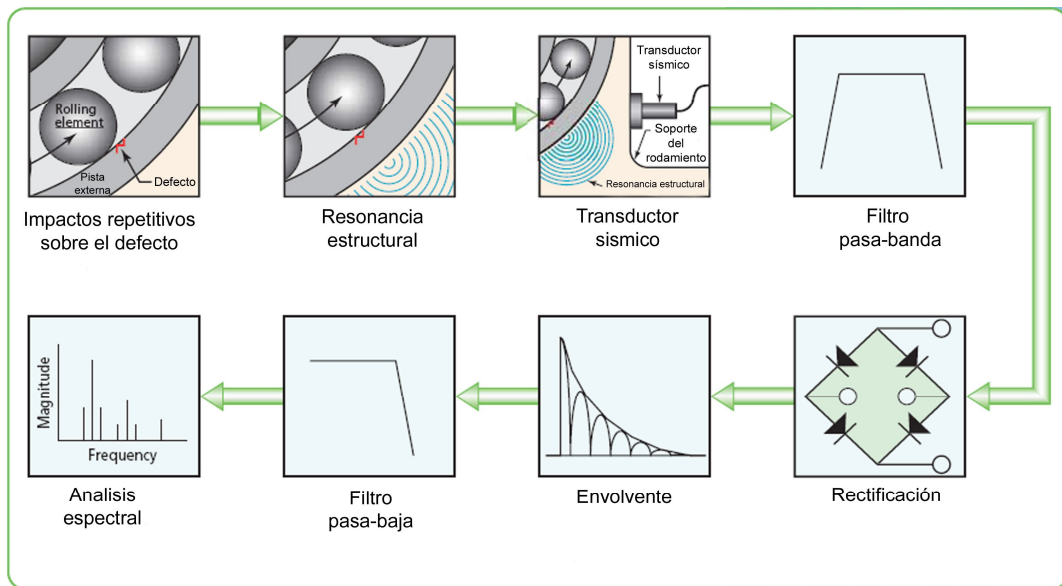 Rolling
element
Pista
externa
Defecto
Impactos repetitivos
sobre el defecto
Resonancia
estructural
Transductor
sísmico
Soporte
del
rodamiento
Resonancia estructural
Transductor
sismico
Filtro
pasa-banda
Magnitude
Frequency
Analisis
espectral
Filtro
pasa-baja
Envolvente
Rectificación